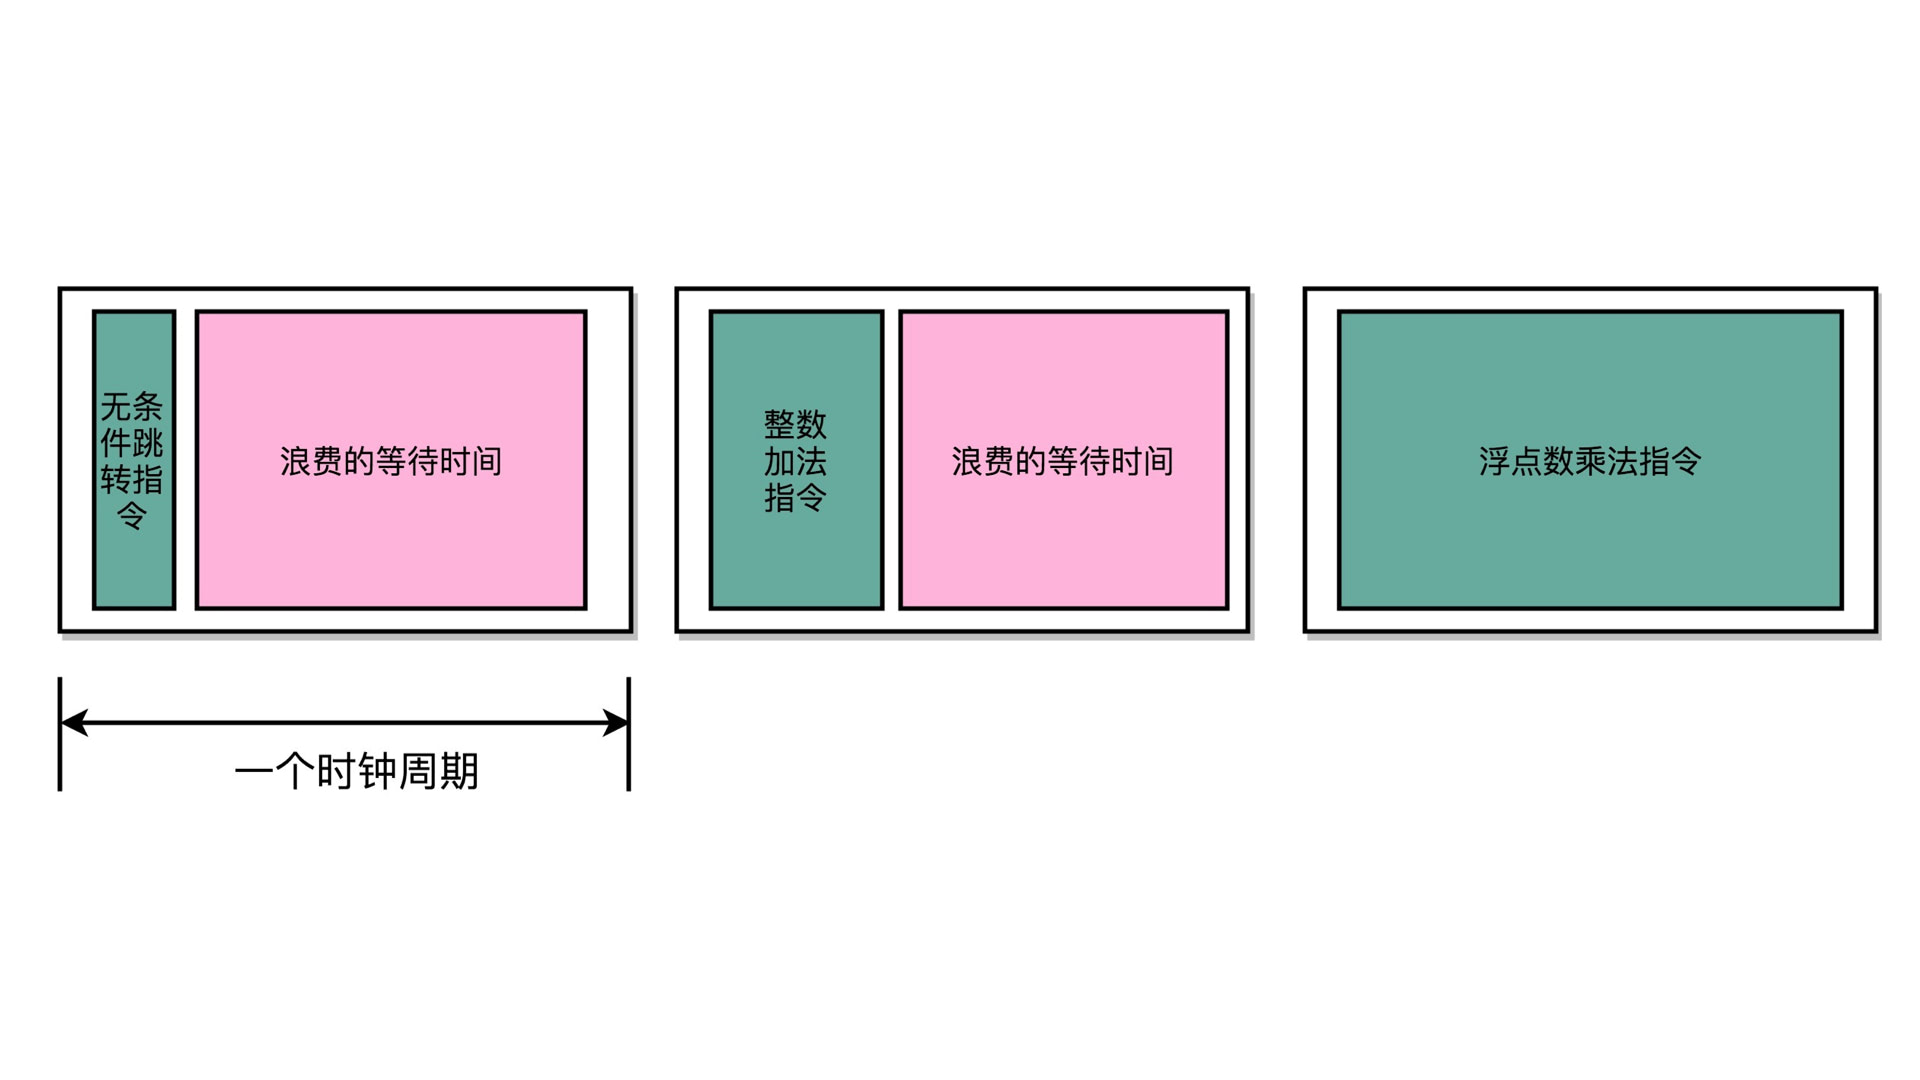 无条
件跳
转指
令
浪费的等待时间
整数
加法
指令
浪费的等待时间
浮点数乘法指令
一个时钟周期